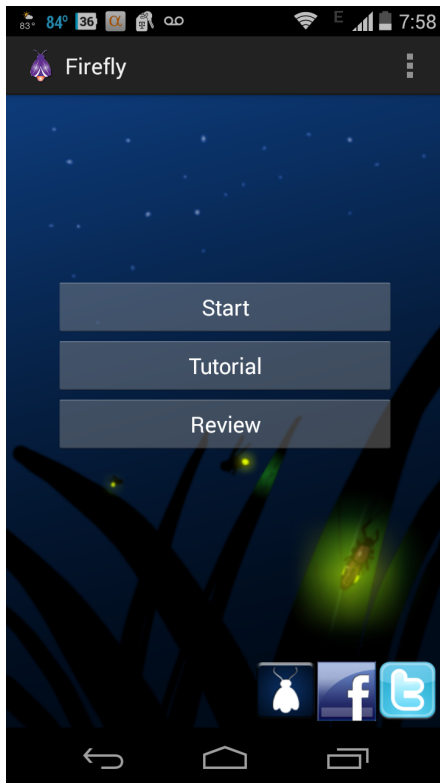 83° 84° 36 α E 7:58
Firefly
Start
Tutorial
Review
f t